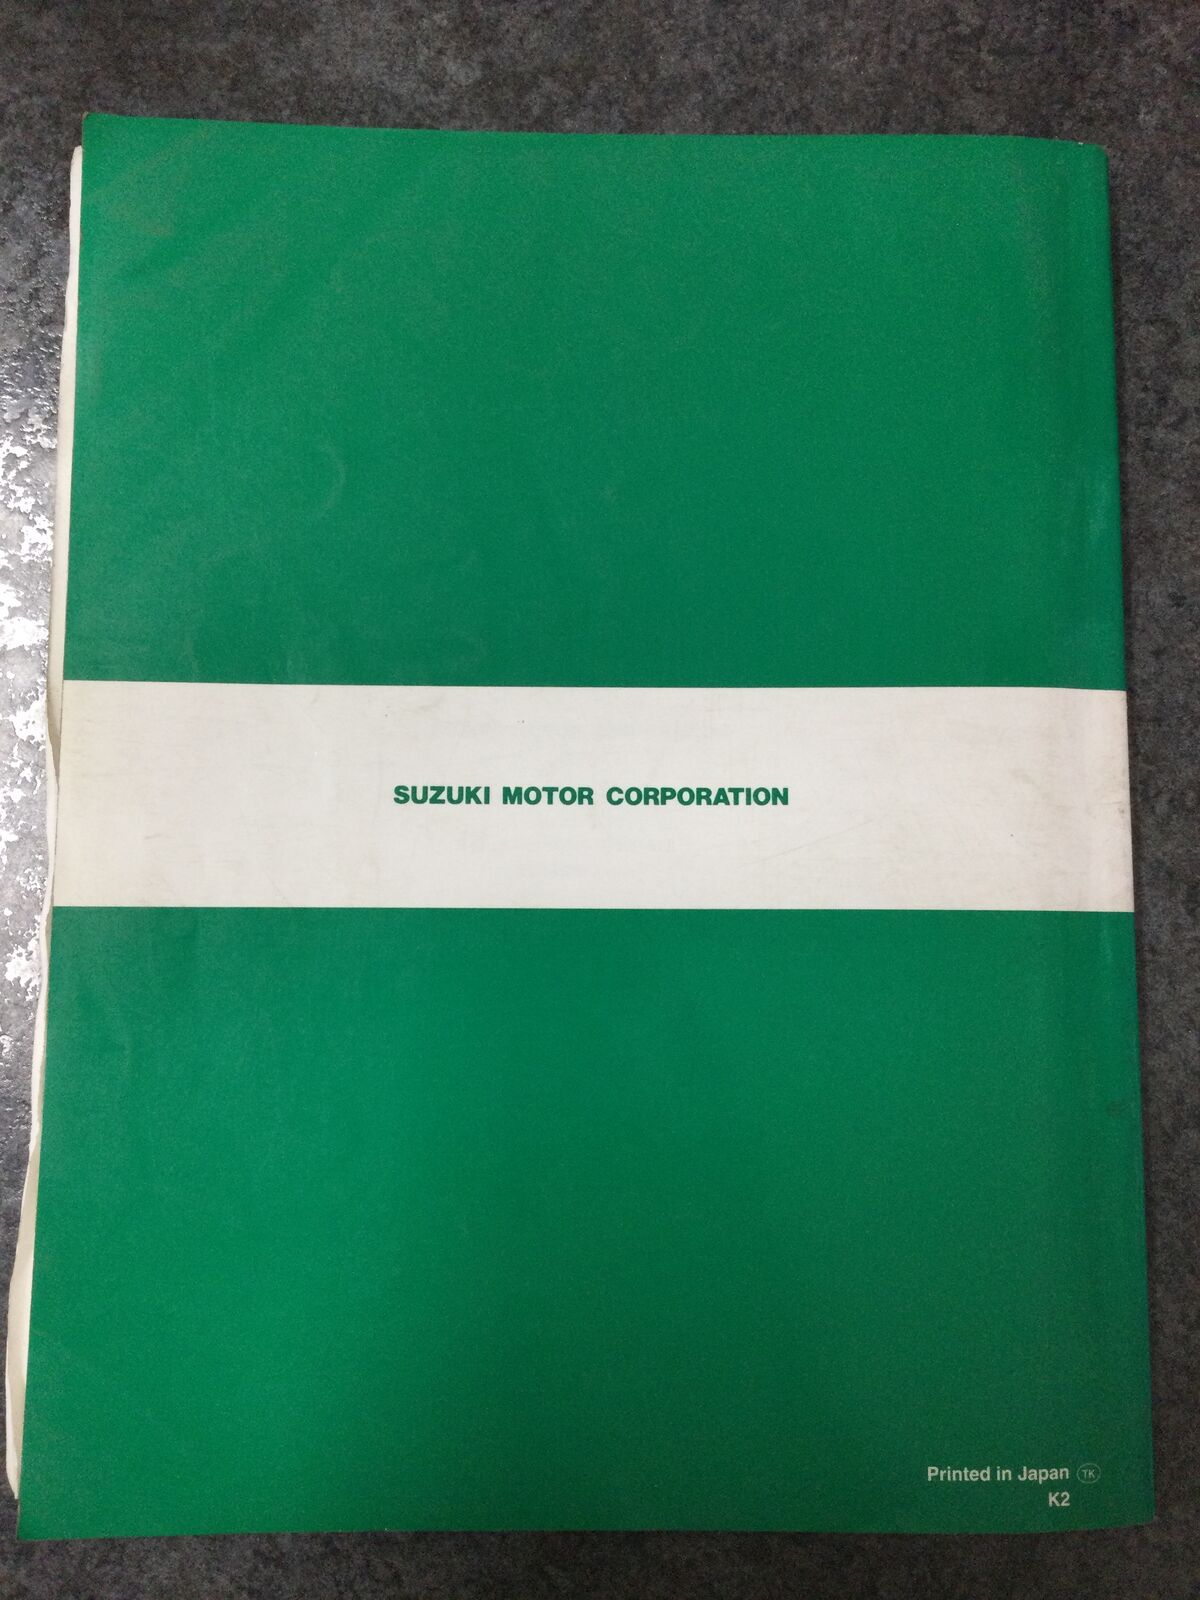 SUZUKI MOTOR CORPORATION
Printed in Japan TK
K2